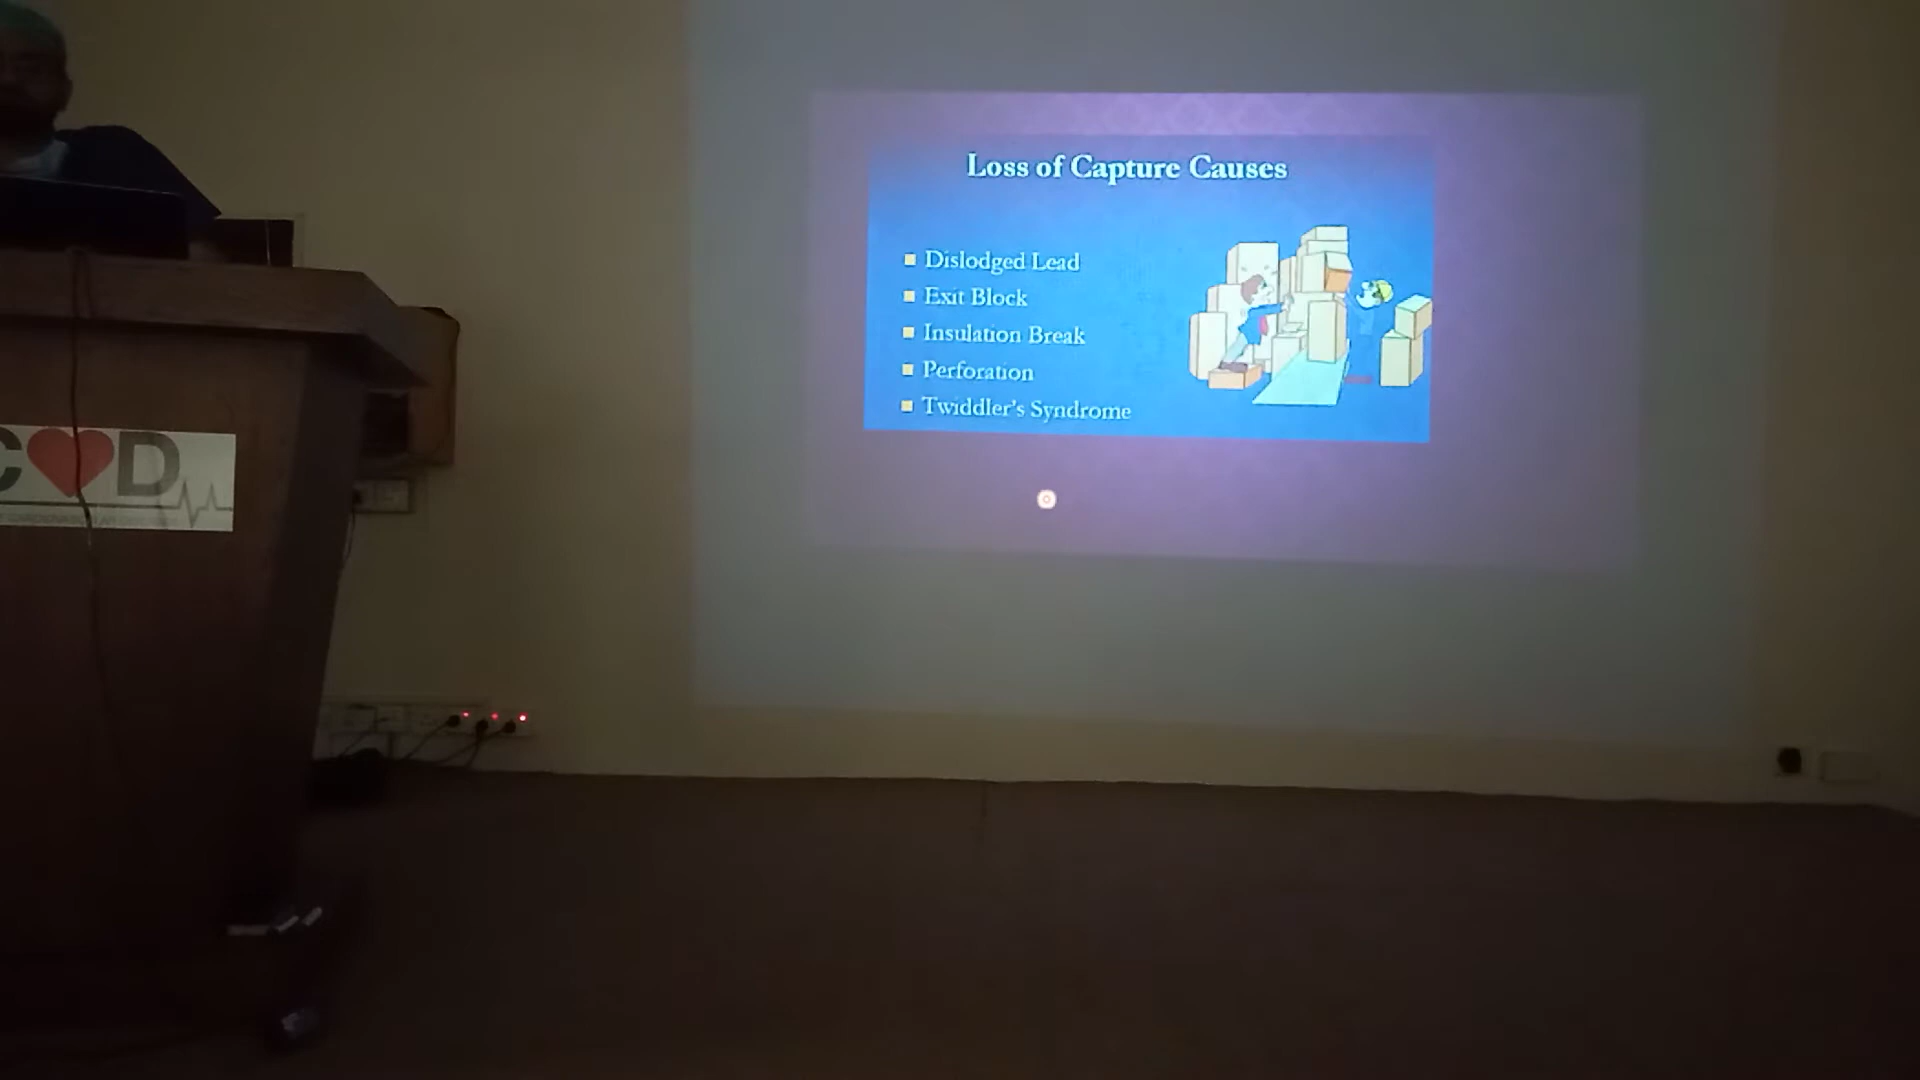 Loss of Capture Causes
Dislodged Lead
Exit Block
Insulation Break
Perforation
Twiddler's Syndrome
C D